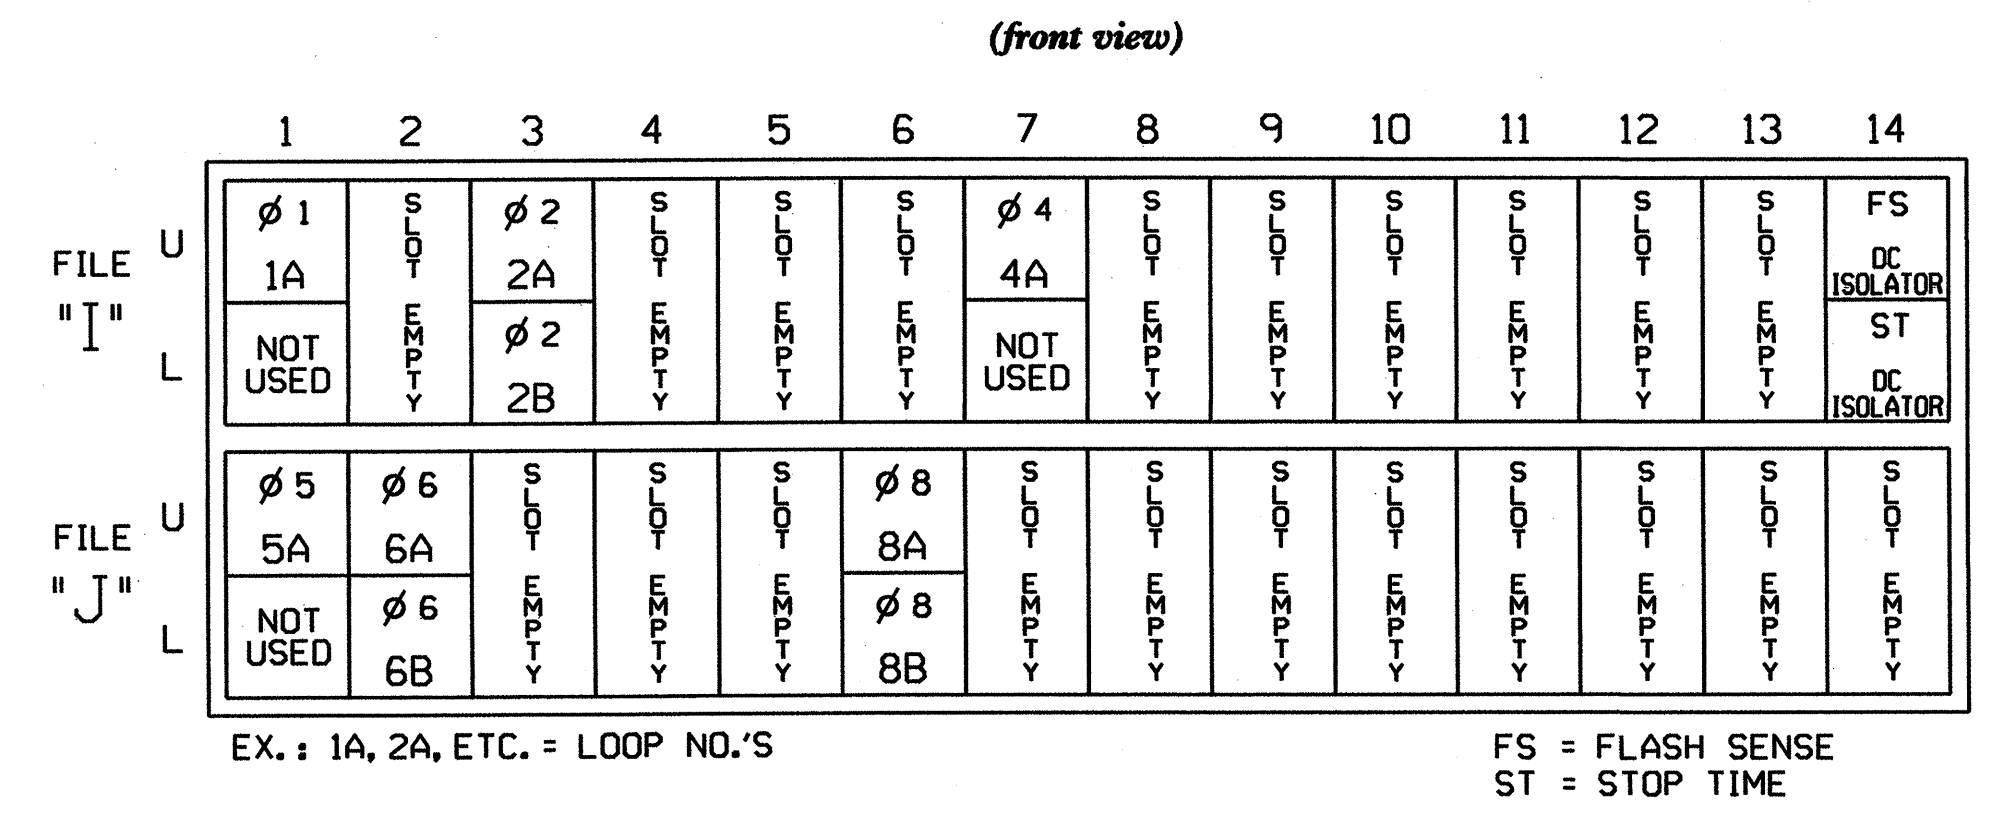 (front view)
1 2 3 4 5 6 7 8 9 10 11 12 13 14
FILE "I"
U
L
Ø 1
1A
NOT USED
SLOT EMPTY
Ø 2
2A
Ø 2
2B
SLOT EMPTY
SLOT EMPTY
SLOT EMPTY
Ø 4
4A
NOT USED
SLOT EMPTY
SLOT EMPTY
SLOT EMPTY
SLOT EMPTY
SLOT EMPTY
SLOT EMPTY
FS
DC
ISOLATOR
ST
DC
ISOLATOR
FILE "J"
U
L
Ø 5
5A
NOT USED
Ø 6
6A
Ø 6
6B
SLOT EMPTY
SLOT EMPTY
SLOT EMPTY
Ø 8
8A
Ø 8
8B
SLOT EMPTY
SLOT EMPTY
SLOT EMPTY
SLOT EMPTY
SLOT EMPTY
SLOT EMPTY
SLOT EMPTY
SLOT EMPTY
EX.: 1A, 2A, ETC. = LOOP NO.'S
FS = FLASH SENSE
ST = STOP TIME